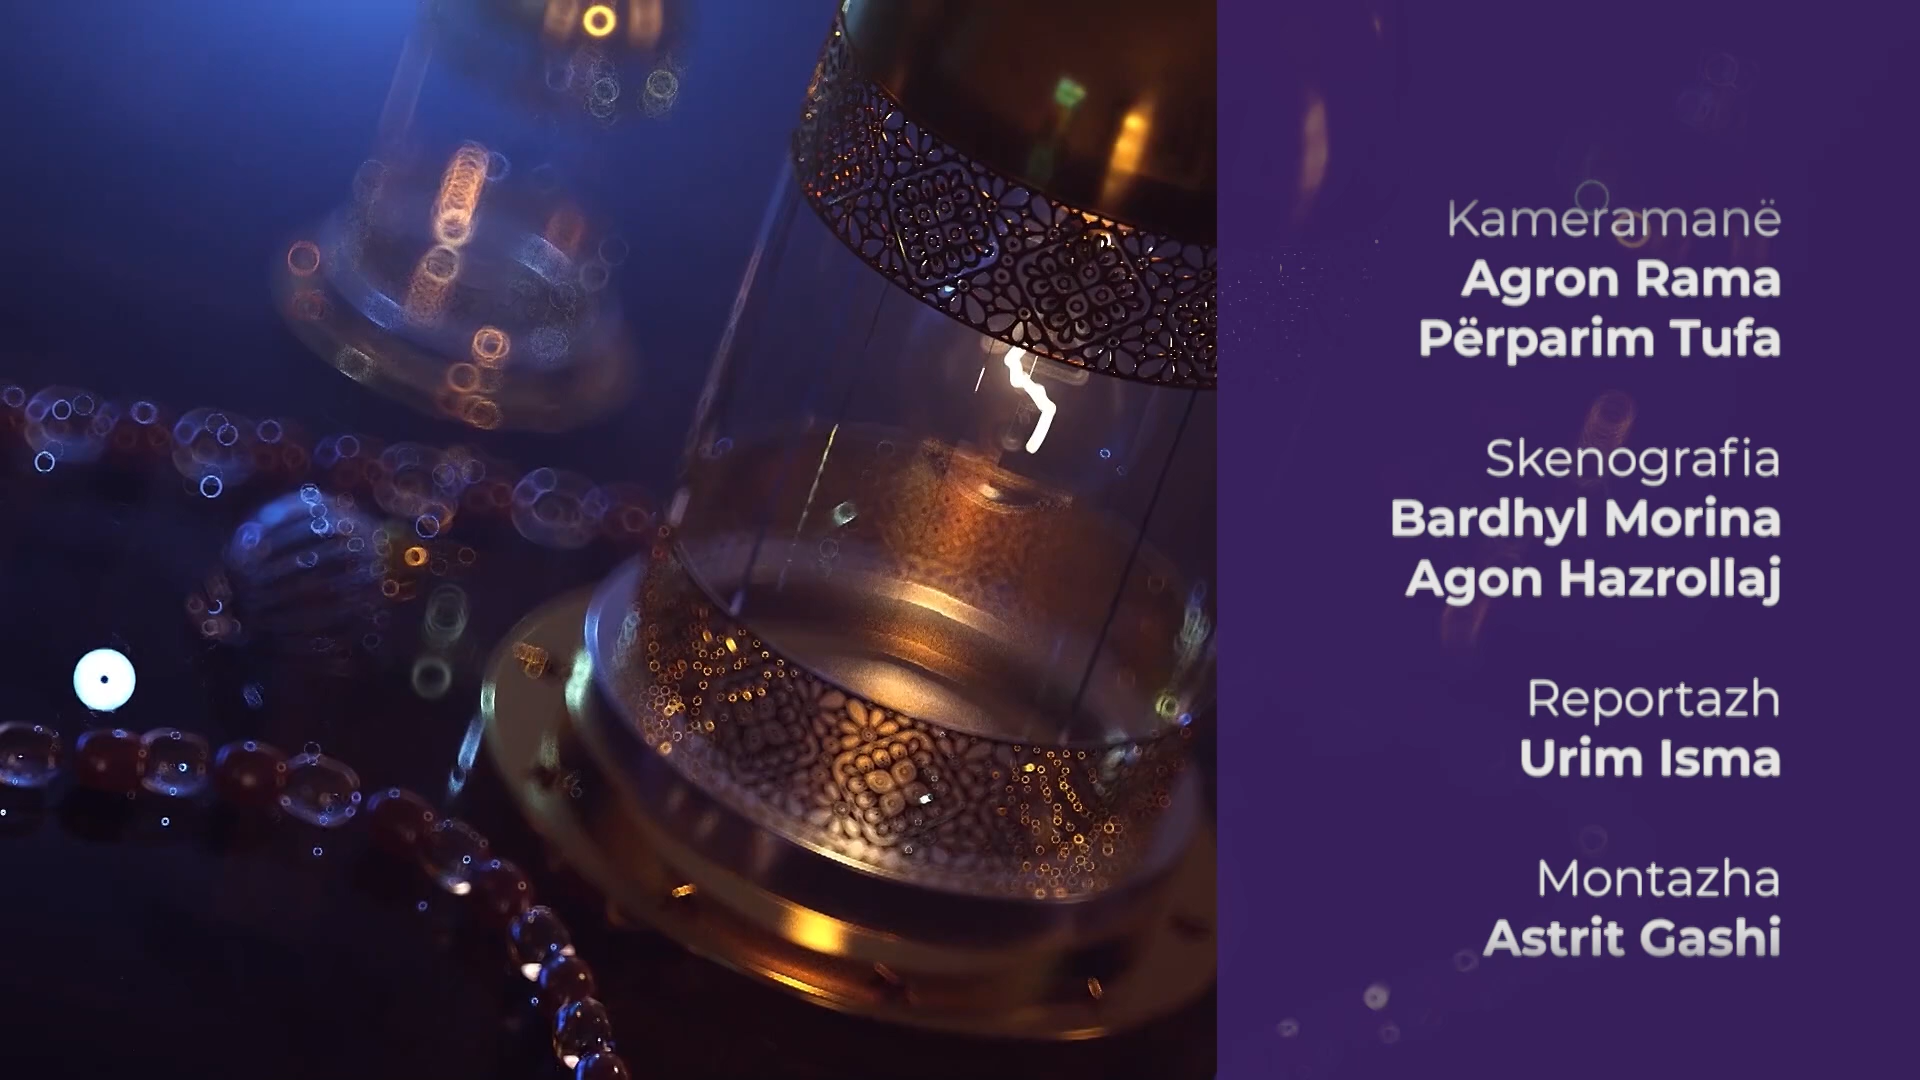 Kameramanë
Agron Rama
Përparim Tufa
Skenografia
Bardhyl Morina
Agon Hazrollaj
Reportazh
Urim Isma
Montazha
Astrit Gashi